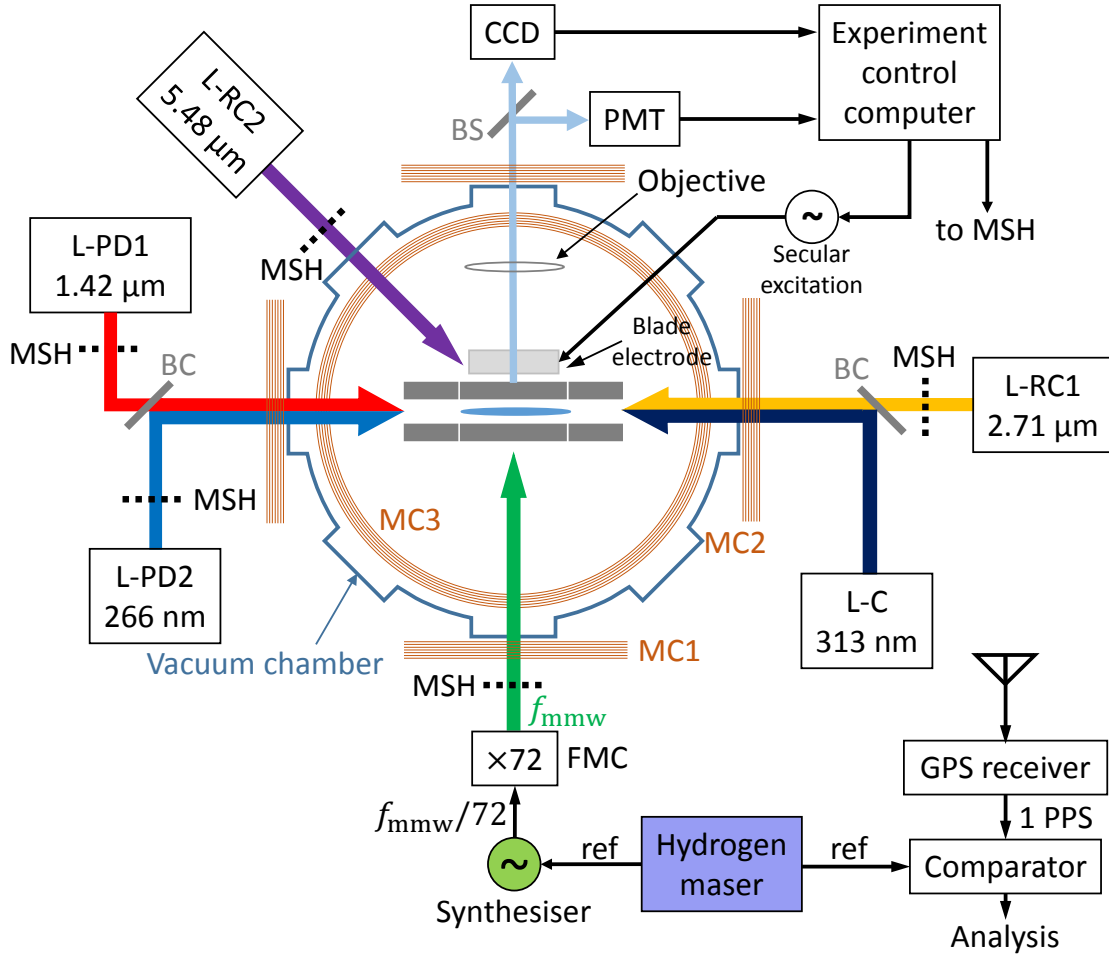 CCD
Experiment
control
computer
L-RC2
5.48 µm
BS
PMT
Objective
~
to MSH
Secular
excitation
L-PD1
1.42 µm
MSH
MSH
BC
Blade
electrode
MSH
BC
L-RC1
2.71 µm
MSH
MC3
MC2
L-PD2
266 nm
L-C
313 nm
Vacuum chamber
MC1
MSH
f_mmw
×72
FMC
GPS receiver
f_mmw/72
1 PPS
~
ref
Hydrogen
maser
ref
Comparator
Synthesiser
Analysis